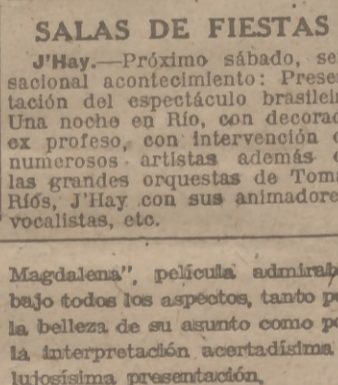 SALAS DE FIESTAS
J'Hay.—Próximo sábado, se
sacional acontecimiento: Prese
tación del espectáculo brasilei
Una noche en Río, con decorad
ex profeso, con intervención
numerosos artistas además
las grandes orquestas de Tom
Ríos, J'Hay con sus animadore
vocalistas, etc.
Magdalena", película admirab
bajo todos los aspectos, tanto p
la belleza de su asunto como p
la interpretación acertadísima
lujosísima presentación,